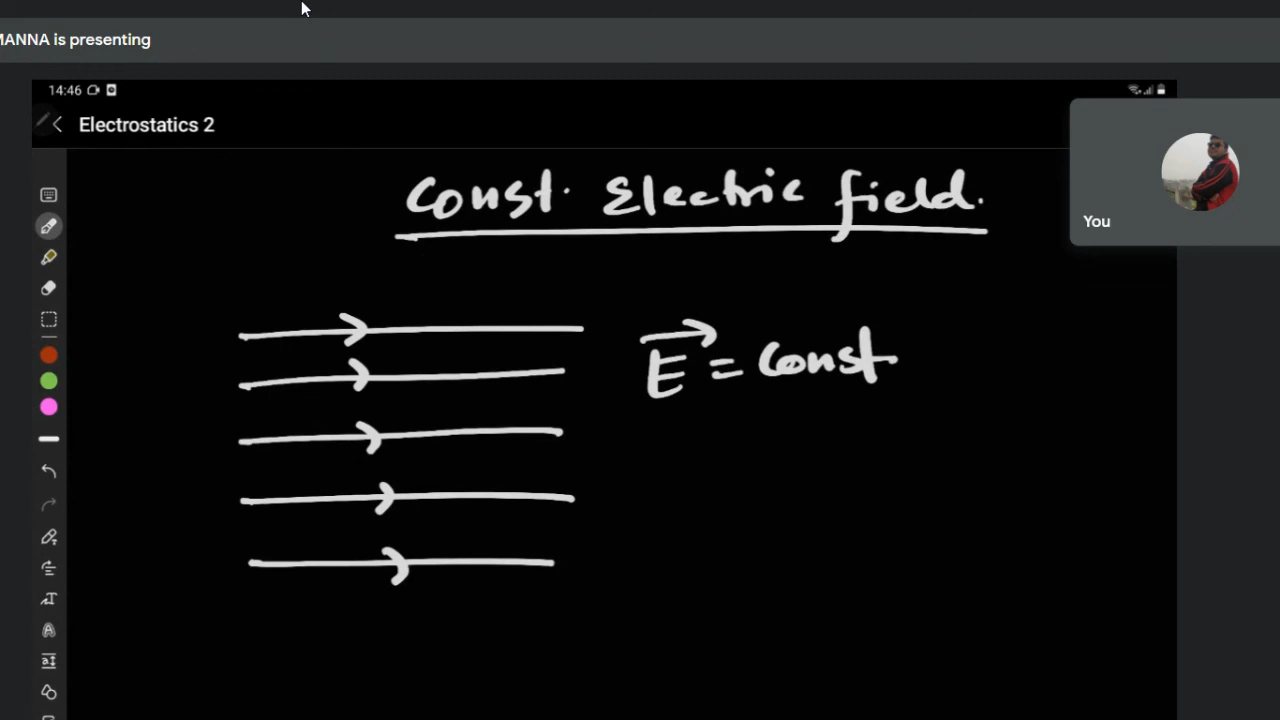 MANNA is presenting
14:46
Electrostatics 2
You
Const. Electric field.
E = Const